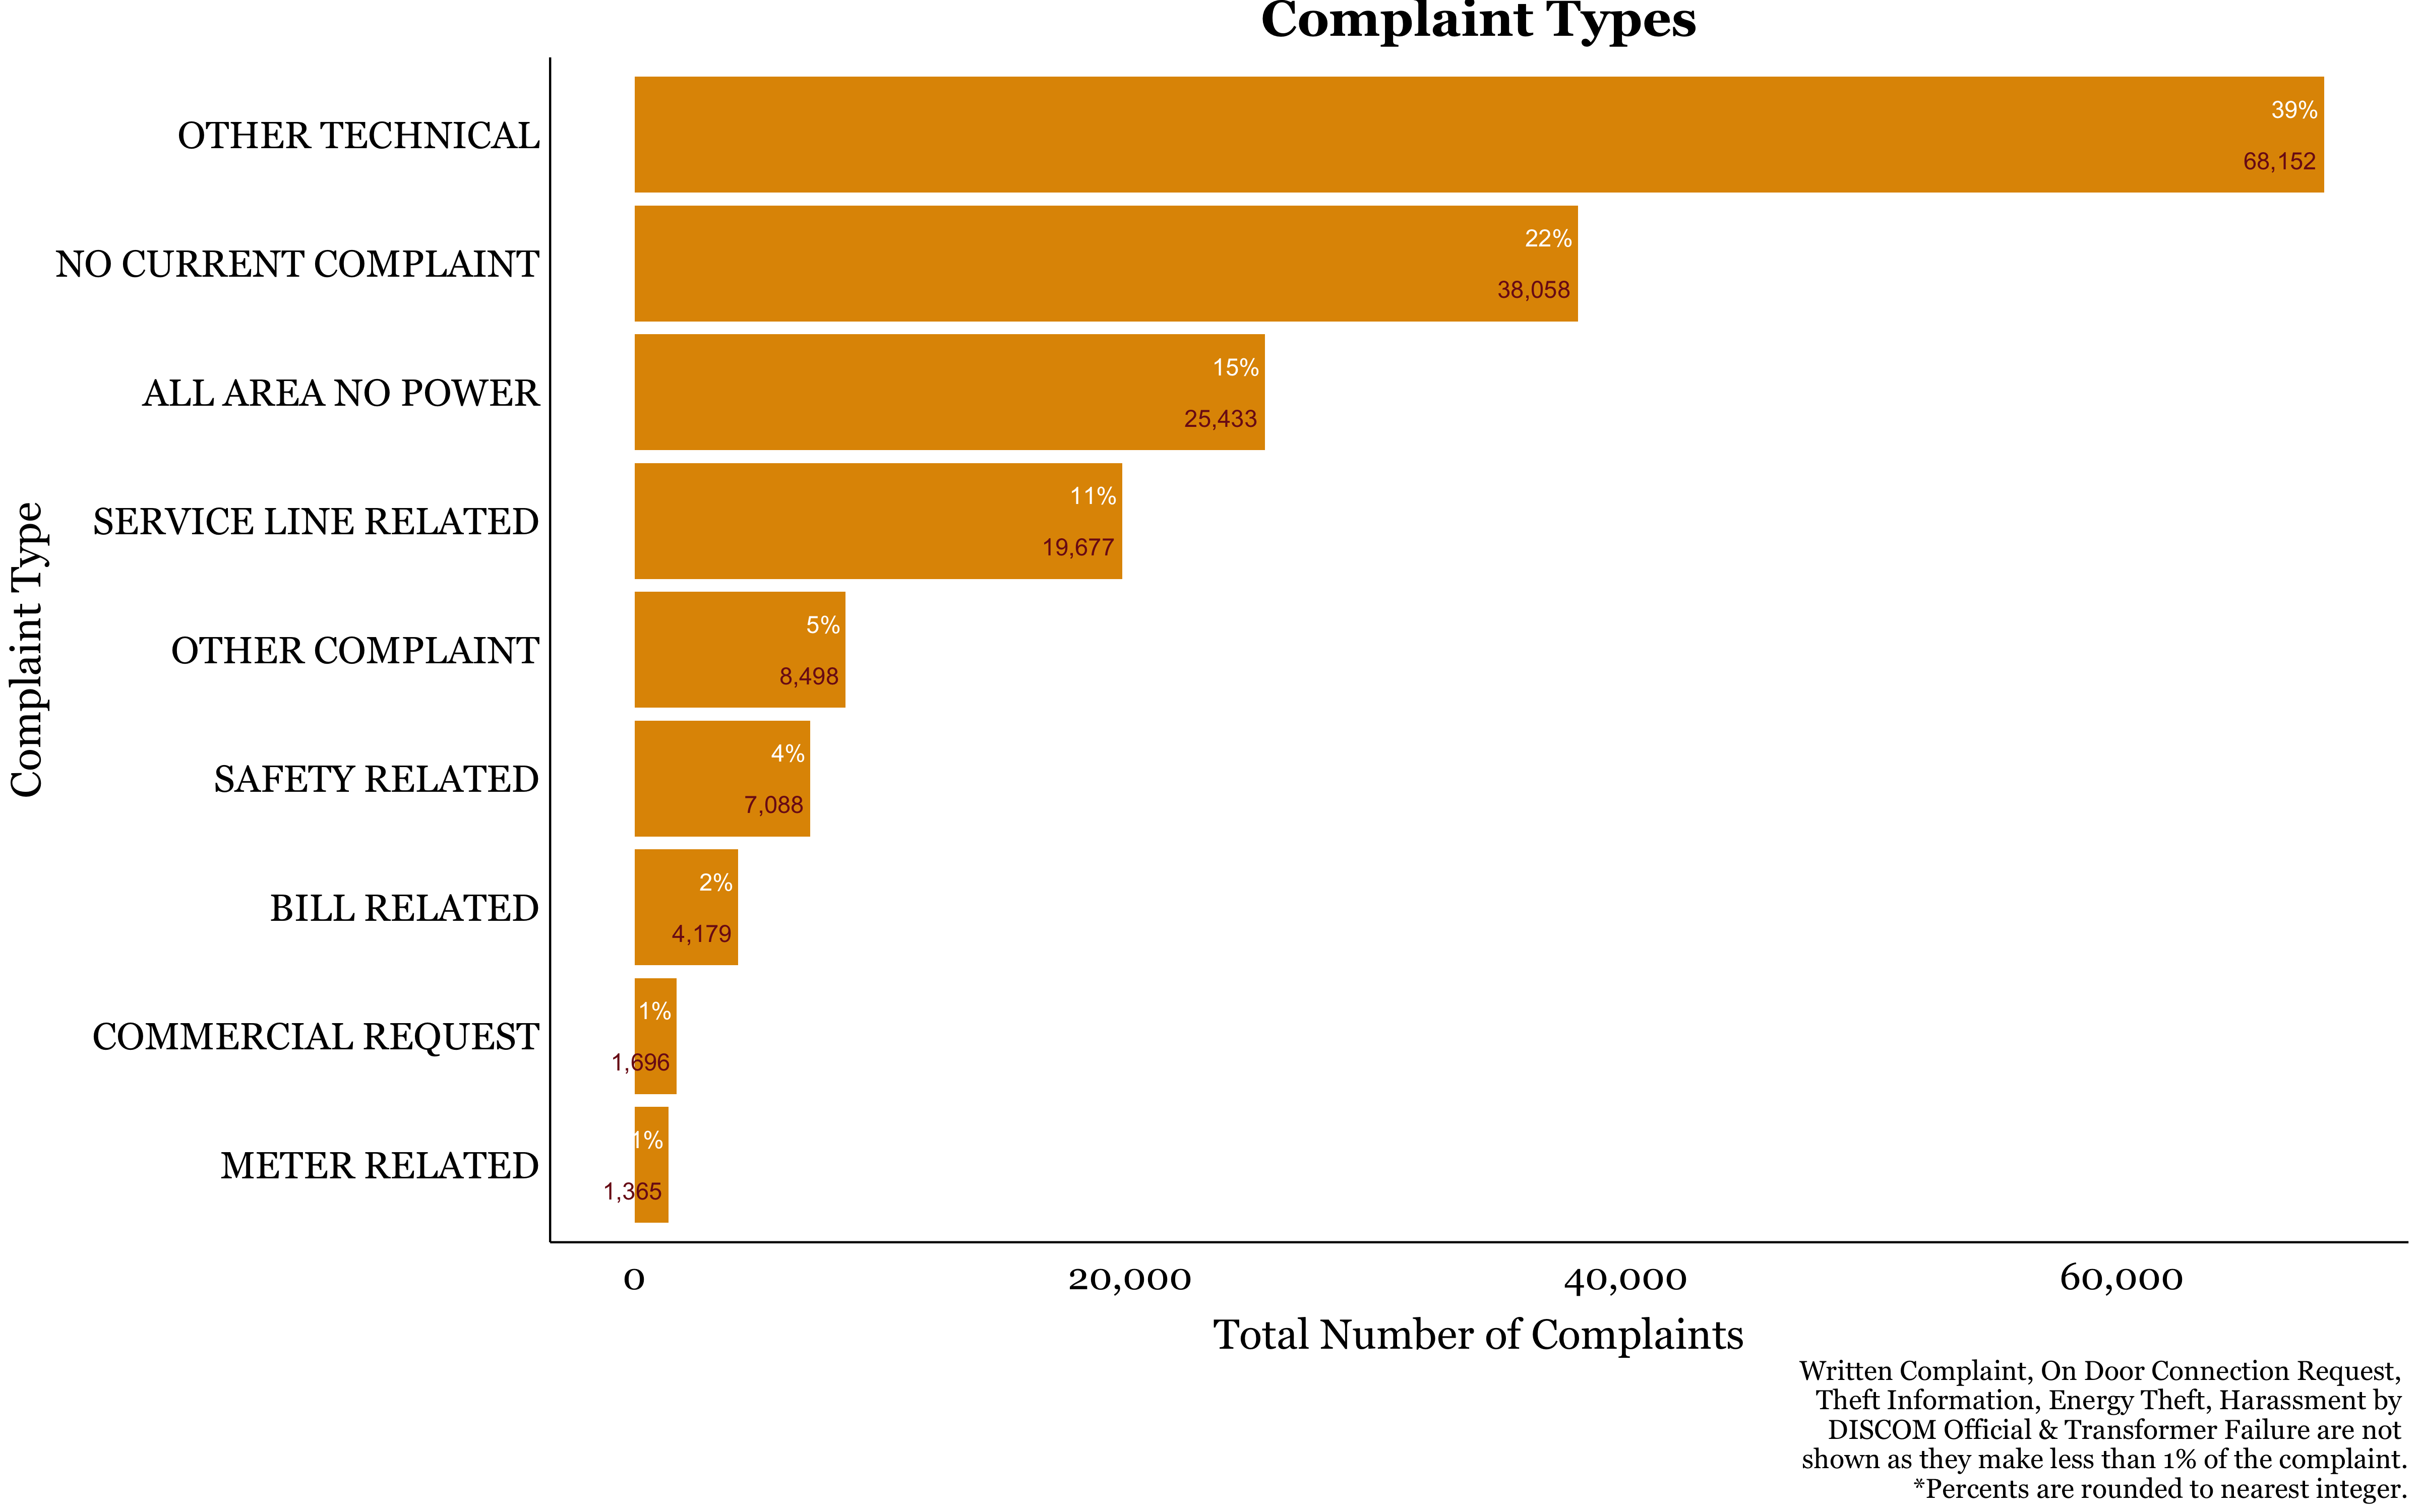 Complaint Types
OTHER TECHNICAL
39%
68,152
NO CURRENT COMPLAINT
22%
38,058
ALL AREA NO POWER
15%
25,433
SERVICE LINE RELATED
11%
19,677
OTHER COMPLAINT
5%
8,498
SAFETY RELATED
4%
7,088
BILL RELATED
2%
4,179
COMMERCIAL REQUEST
1%
1,696
METER RELATED
1%
1,365
Complaint Type
0 20,000 40,000 60,000
Total Number of Complaints
Written Complaint, On Door Connection Request,
Theft Information, Energy Theft, Harassment by
DISCOM Official & Transformer Failure are not
shown as they make less than 1% of the complaint.
*Percents are rounded to nearest integer.